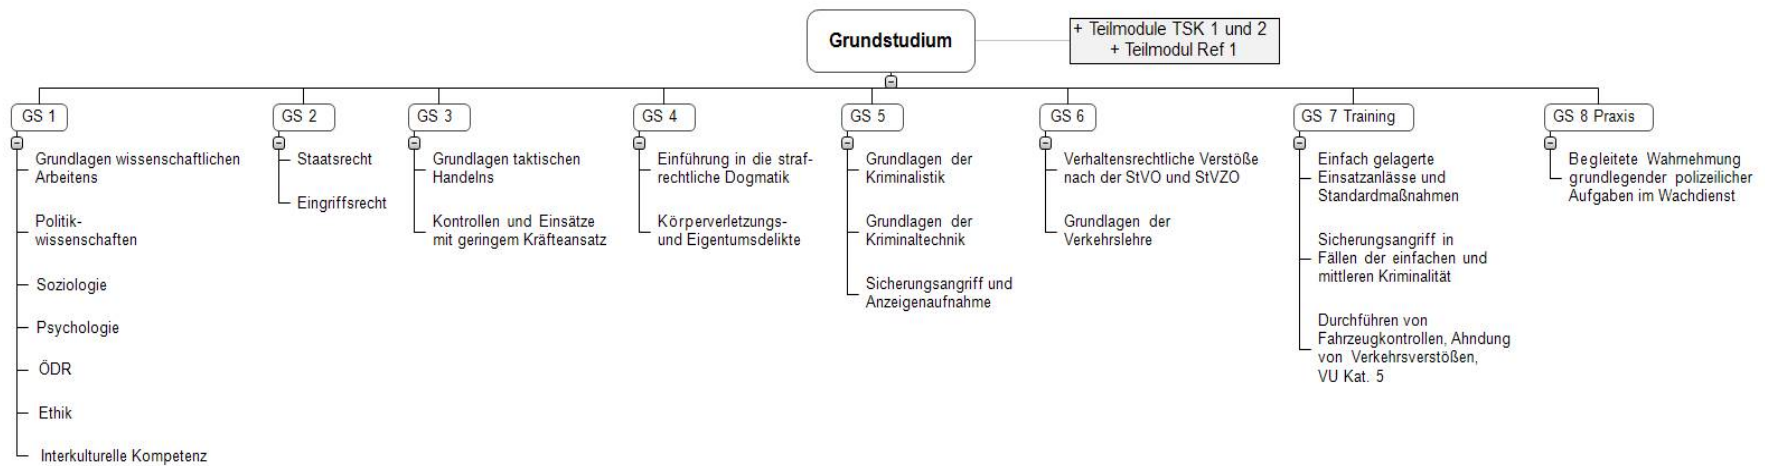 Grundstudium
+ Teilmodule TSK 1 und 2
+ Teilmodul Ref 1
GS 1
Grundlagen wissenschaftlichen
Arbeitens
Politik-
wissenschaften
Soziologie
Psychologie
ÖDR
Ethik
Interkulturelle Kompetenz
GS 2
Staatsrecht
Eingriffsrecht
GS 3
Grundlagen taktischen
Handelns
Kontrollen und Einsätze
mit geringem Kräfteansatz
GS 4
Einführung in die straf-
rechtliche Dogmatik
Körperverletzungs-
und Eigentumsdelikte
GS 5
Grundlagen der
Kriminalistik
Grundlagen der
Kriminaltechnik
Sicherungsangriff und
Anzeigenaufnahme
GS 6
Verhaltensrechtliche Verstöße
nach der StVO und StVZO
Grundlagen der
Verkehrslehre
GS 7 Training
Einfach gelagerte
Einsatzanlässe und
Standardmaßnahmen
Sicherungsangriff in
Fällen der einfachen und
mittleren Kriminalität
Durchführen von
Fahrzeugkontrollen, Ahndung
von Verkehrsverstößen,
VU Kat. 5
GS 8 Praxis
Begleitete Wahrnehmung
grundlegender polizeilicher
Aufgaben im Wachdienst